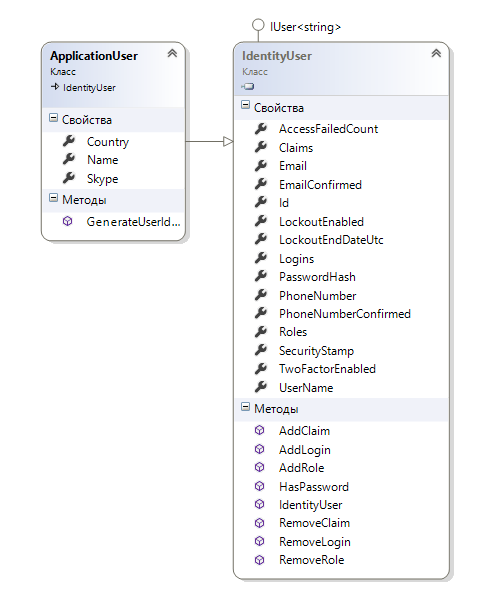 IUser<string>
ApplicationUser
Класс
IdentityUser
Свойства
Country
Name
Skype
Методы
GenerateUserId...
IdentityUser
Класс
Свойства
AccessFailedCount
Claims
Email
EmailConfirmed
Id
LockoutEnabled
LockoutEndDateUtc
Logins
PasswordHash
PhoneNumber
PhoneNumberConfirmed
Roles
SecurityStamp
TwoFactorEnabled
UserName
Методы
AddClaim
AddLogin
AddRole
HasPassword
IdentityUser
RemoveClaim
RemoveLogin
RemoveRole